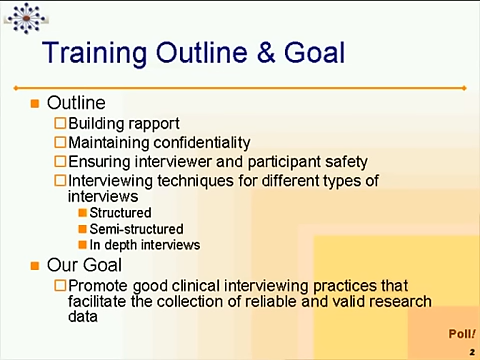 Training Outline & Goal
Outline
Building rapport
Maintaining confidentiality
Ensuring interviewer and participant safety
Interviewing techniques for different types of
interviews
Structured
Semi-structured
In depth interviews
Our Goal
Promote good clinical interviewing practices that
facilitate the collection of reliable and valid research
data
Poll!
2